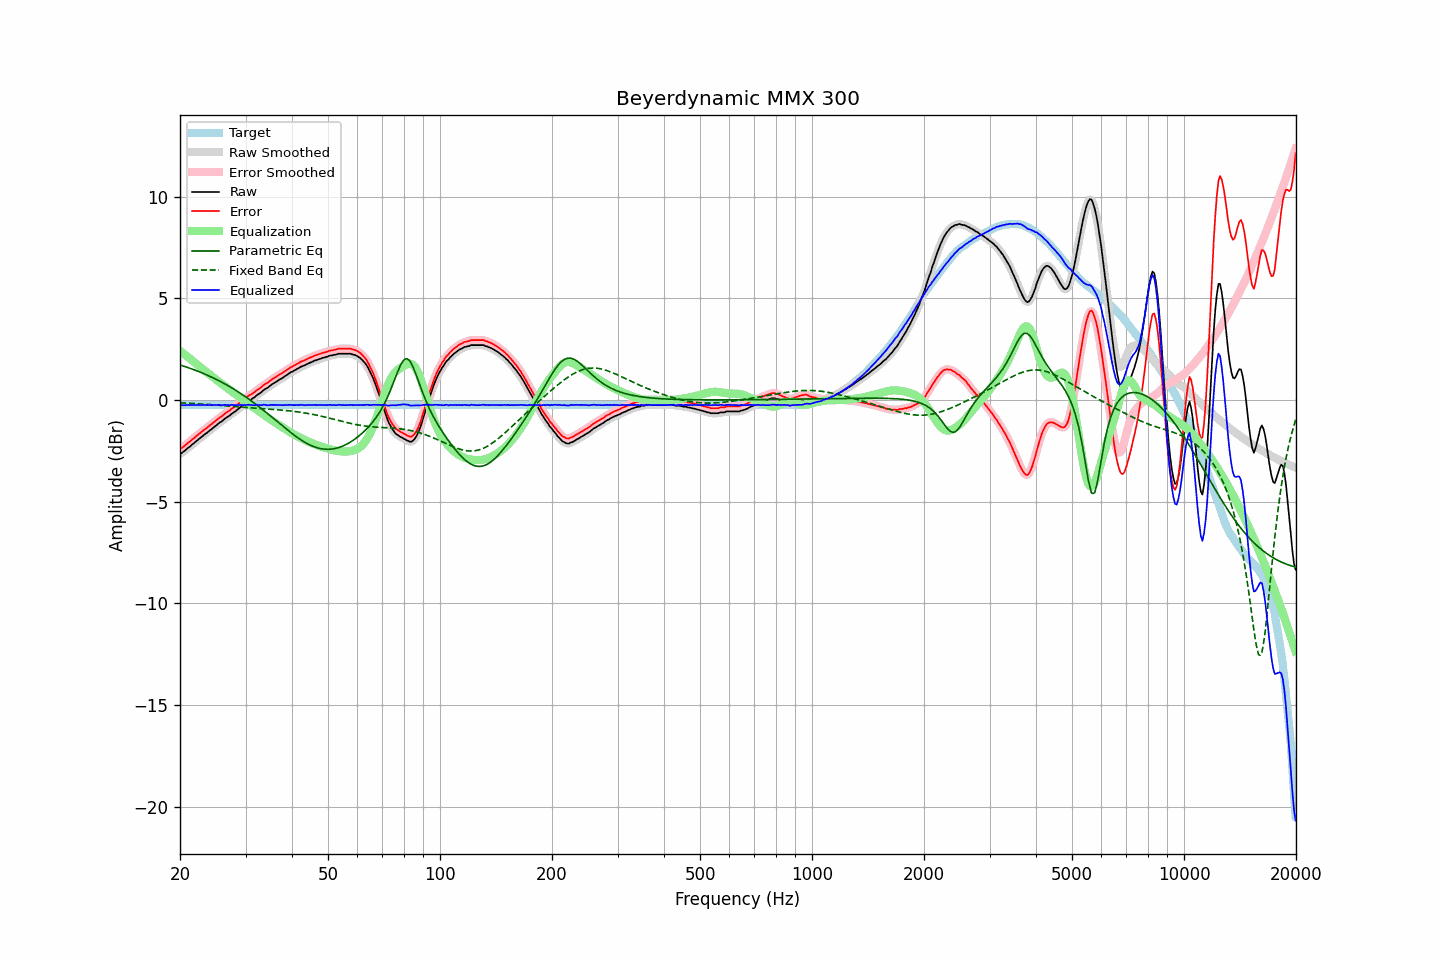 Beyerdynamic MMX 300
Target
Raw Smoothed
Error Smoothed
Raw
Error
Equalization
Parametric Eq
Fixed Band Eq
Equalized
10
5
0
−5
−10
−15
−20
Amplitude (dBr)
20 50 100 200 500 1000 2000 5000 10000 20000
Frequency (Hz)